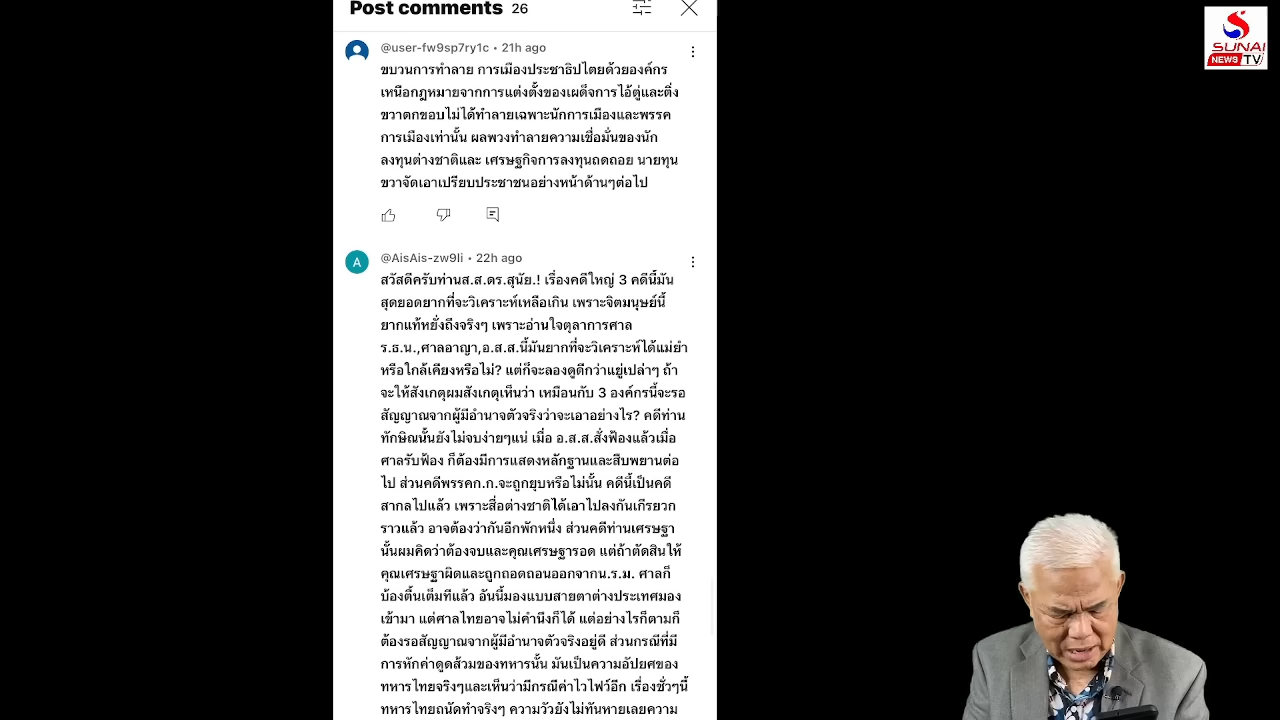 Post comments 26
SUNAI
NEWS TV
@user-fw9sp7ry1c • 21h ago
ขบวนการทำลาย การเมืองประชาธิปไตยด้วยองค์กร
เหนือกฎหมายจากการแต่งตั้งของเผด็จการไอ้ตู่และติ่ง
ขวาตกขอบไม่ได้ทำลายเฉพาะนักการเมืองและพรรค
การเมืองเท่านั้น ผลพวงทำลายความเชื่อมั่นของนัก
ลงทุนต่างชาติและ เศรษฐกิจการลงทุนถดถอย นายทุน
ขวาจัดเอาเปรียบประชาชนอย่างหน้าด้านๆต่อไป
A
@AisAis-zw9li • 22h ago
สวัสดีครับท่านส.ส.ดร.สุนัย.! เรื่องคดีใหญ่ 3 คดีนี้มัน
สุดยอดยากที่จะวิเคราะห์เหลือเกิน เพราะจิตมนุษย์นี้
ยากแท้หยั่งถึงจริงๆ เพราะอ่านใจตุลาการศาล
ร.ธ.น.,ศาลอาญา,อ.ส.ส.นี้มันยากที่จะวิเคราะห์ได้แม่ยำ
หรือใกล้เคียงหรือไม่? แต่ก็จะลองดูดีกว่าแยู่เปล่าๆ ถ้า
จะให้สังเกตุผมสังเกตุเห็นว่า เหมือนกับ 3 องค์กรนี้จะรอ
สัญญาณจากผู้มีอำนาจตัวจริงว่าจะเอาอย่างไร? คดีท่าน
ทักษิณนั้นยังไม่จบง่ายๆแน่ เมื่อ อ.ส.ส.สั่งฟ้องแล้วเมื่อ
ศาลรับฟ้อง ก็ต้องมีการแสดงหลักฐานและสืบพยานต่อ
ไป ส่วนคดีพรรคก.ก.จะถูกยุบหรือไม่นั้น คดีนี้เป็นคดี
สากลไปแล้ว เพราะสื่อต่างชาติได้เอาไปลงกันเกีรยวก
ราวแล้ว อาจต้องว่ากันอีกพักหนึ่ง ส่วนคดีท่านเศรษฐา
นั้นผมคิดว่าต้องจบและคุณเศรษฐารอด แต่ถ้าตัดสินให้
คุณเศรษฐาผิดและถูกถอดถอนออกจากน.ร.ม. ศาลก็
บ้องตื้นเต็มทีแล้ว อันนี้มองแบบสายตาต่างประเทศมอง
เข้ามา แต่ศาลไทยอาจไม่คำนึงก็ได้ แต่อย่างไรก็ตามก็
ต้องรอสัญญาณจากผู้มีอำนาจตัวจริงอยู่ดี ส่วนกรณีที่มี
การหักค่าดูดส้วมของทหารนั้น มันเป็นความอัปยศของ
ทหารไทยจริงๆและเห็นว่ามีกรณีค่าไวไฟว์อีก เรื่องชั่วๆนี้
ทหารไทยถนัดทำจริงๆ ความวัวยังไม่ทันหายเลยความ